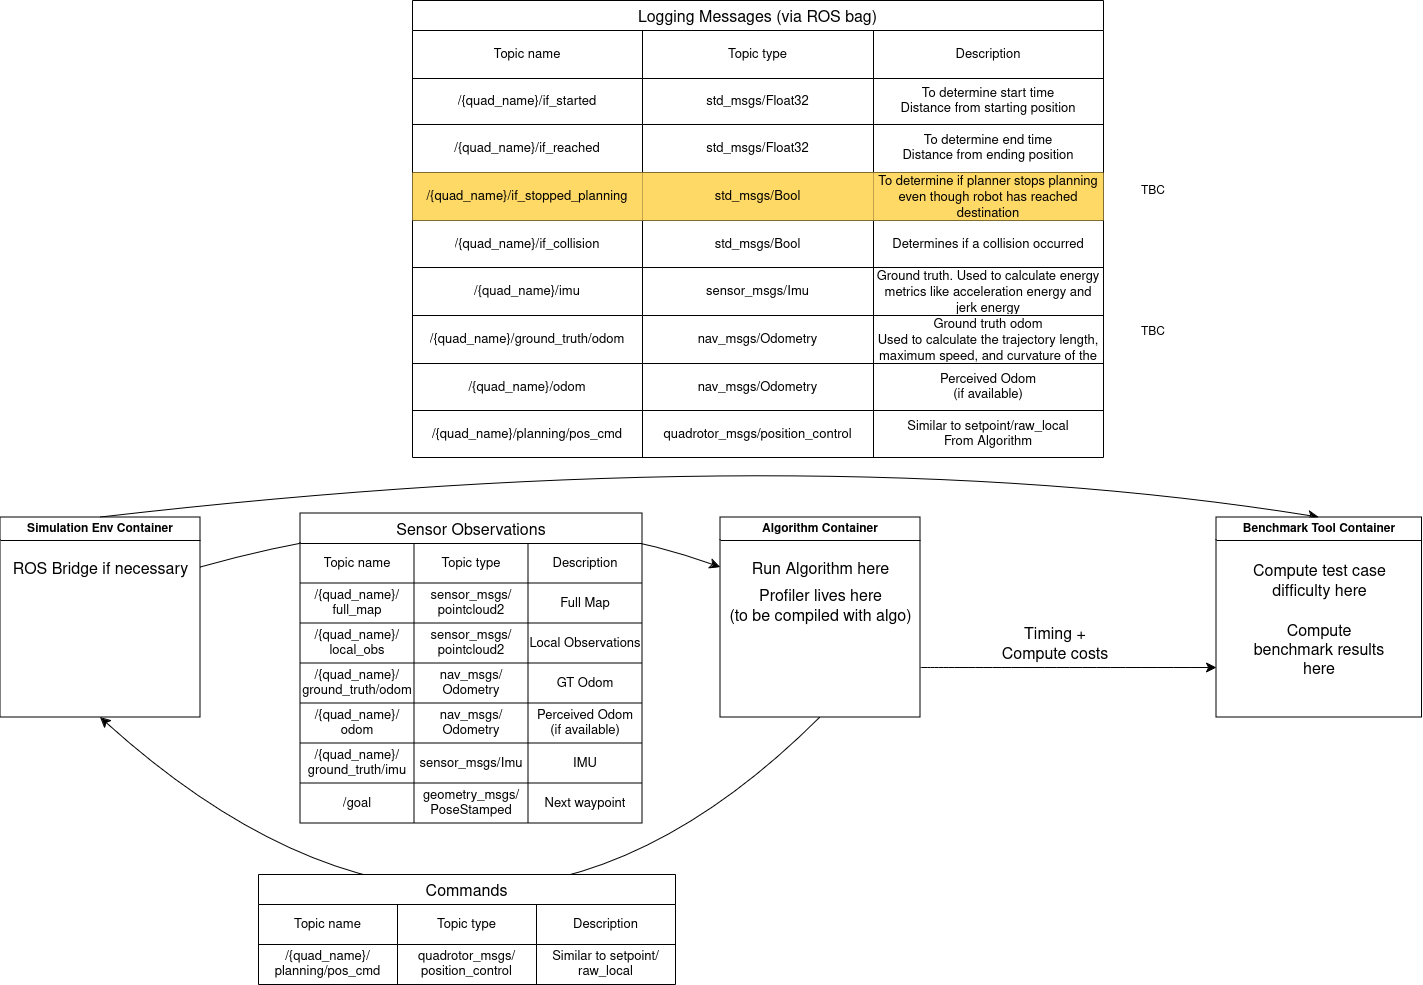 Logging Messages (via ROS bag)
Topic name
Topic type
Description
/{quad_name}/if_started
std_msgs/Float32
To determine start time
Distance from starting position
/{quad_name}/if_reached
std_msgs/Float32
To determine end time
Distance from ending position
/{quad_name}/if_stopped_planning
std_msgs/Bool
To determine if planner stops planning
even though robot has reached
destination
TBC
/{quad_name}/if_collision
std_msgs/Bool
Determines if a collision occurred
/{quad_name}/imu
sensor_msgs/Imu
Ground truth. Used to calculate energy
metrics like acceleration energy and
jerk energy
/{quad_name}/ground_truth/odom
nav_msgs/Odometry
Ground truth odom
Used to calculate the trajectory length,
maximum speed, and curvature of the
TBC
/{quad_name}/odom
nav_msgs/Odometry
Perceived Odom
(if available)
/{quad_name}/planning/pos_cmd
quadrotor_msgs/position_control
Similar to setpoint/raw_local
From Algorithm
Simulation Env Container
ROS Bridge if necessary
Sensor Observations
Topic name
Topic type
Description
/{quad_name}/
full_map
sensor_msgs/
pointcloud2
Full Map
/{quad_name}/
local_obs
sensor_msgs/
pointcloud2
Local Observations
/{quad_name}/
ground_truth/odom
nav_msgs/
Odometry
GT Odom
/{quad_name}/
odom
nav_msgs/
Odometry
Perceived Odom
(if available)
/{quad_name}/
ground_truth/imu
sensor_msgs/Imu
IMU
/goal
geometry_msgs/
PoseStamped
Next waypoint
Algorithm Container
Run Algorithm here
Profiler lives here
(to be compiled with algo)
Timing +
Compute costs
Benchmark Tool Container
Compute test case
difficulty here
Compute
benchmark results
here
Commands
Topic name
Topic type
Description
/{quad_name}/
planning/pos_cmd
quadrotor_msgs/
position_control
Similar to setpoint/
raw_local